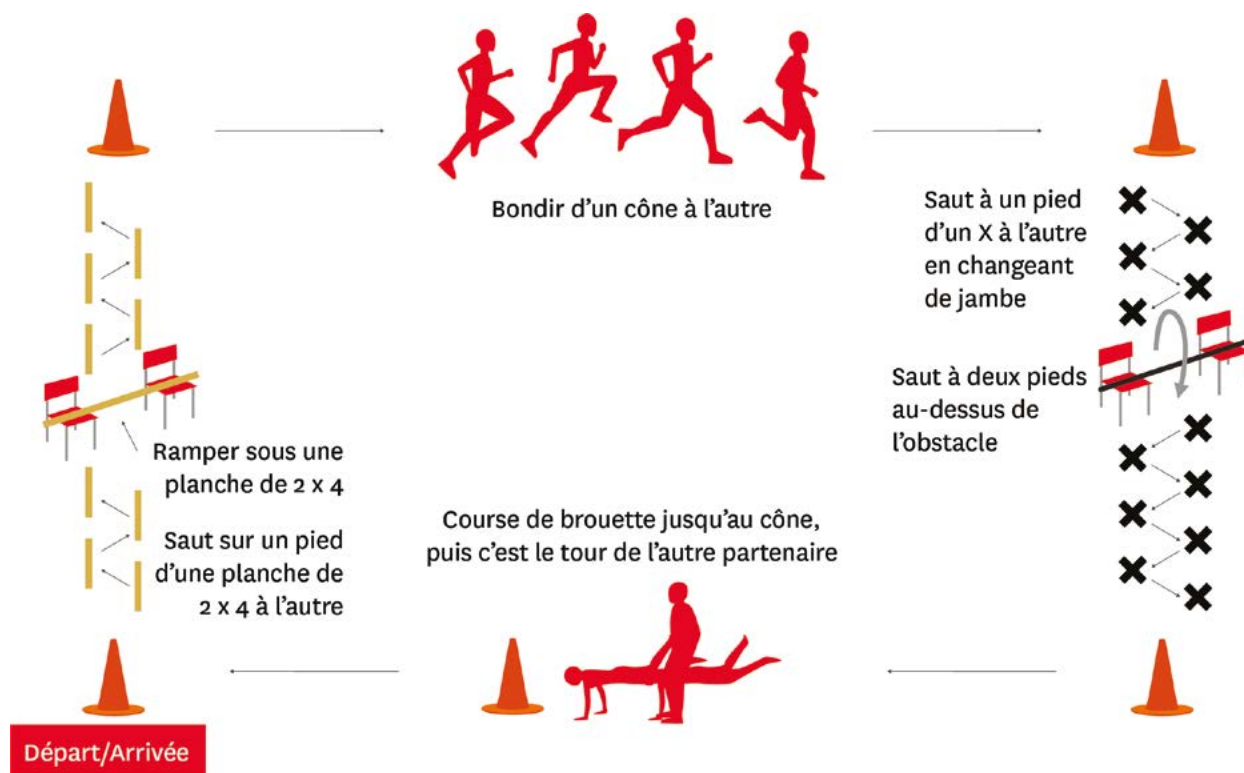 Bondir d'un cône à l'autre
Saut à un pied
d'un X à l'autre
en changeant
de jambe
Saut à deux pieds
au-dessus de
l'obstacle
Ramper sous une
planche de 2 x 4
Saut sur un pied
d'une planche de
2 x 4 à l'autre
Course de brouette jusqu'au cône,
puis c'est le tour de l'autre partenaire
Départ/Arrivée